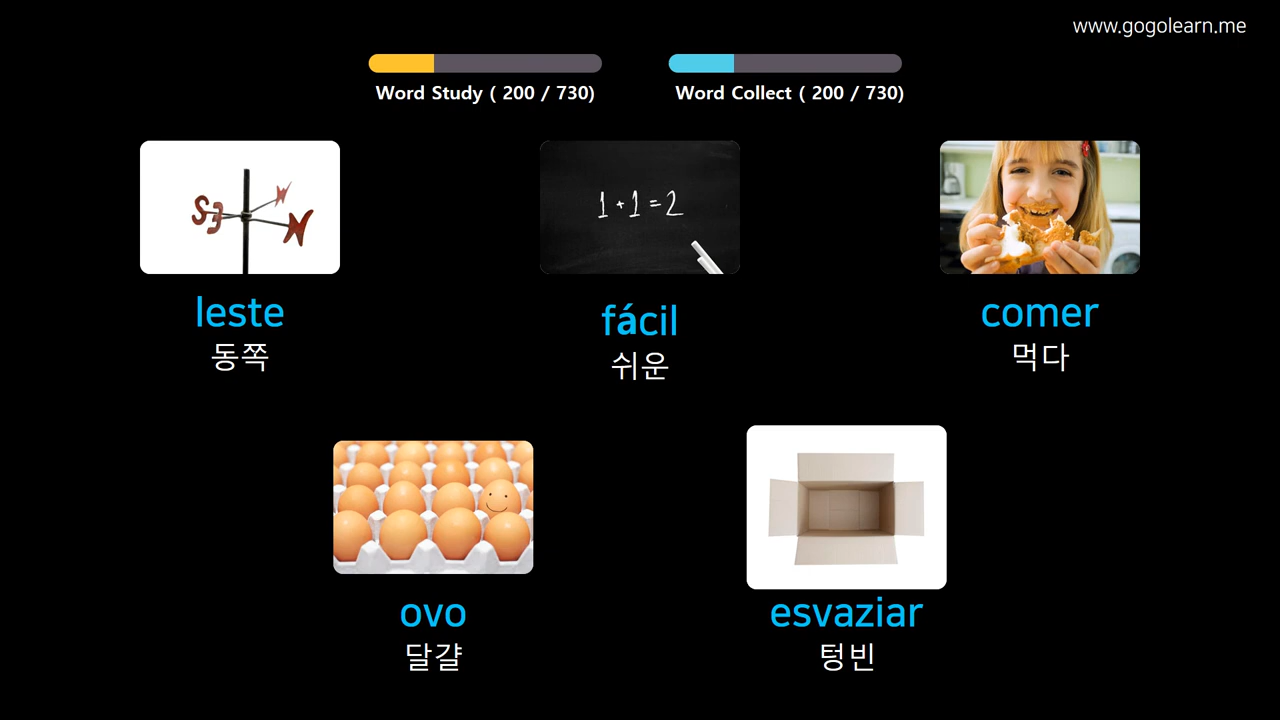 www.gogolearn.me
Word Study ( 200 / 730)
Word Collect ( 200 / 730)
S
E
W
N
1 + 1 = 2
leste
동쪽
fácil
쉬운
comer
먹다
ovo
달걀
esvaziar
텅빈